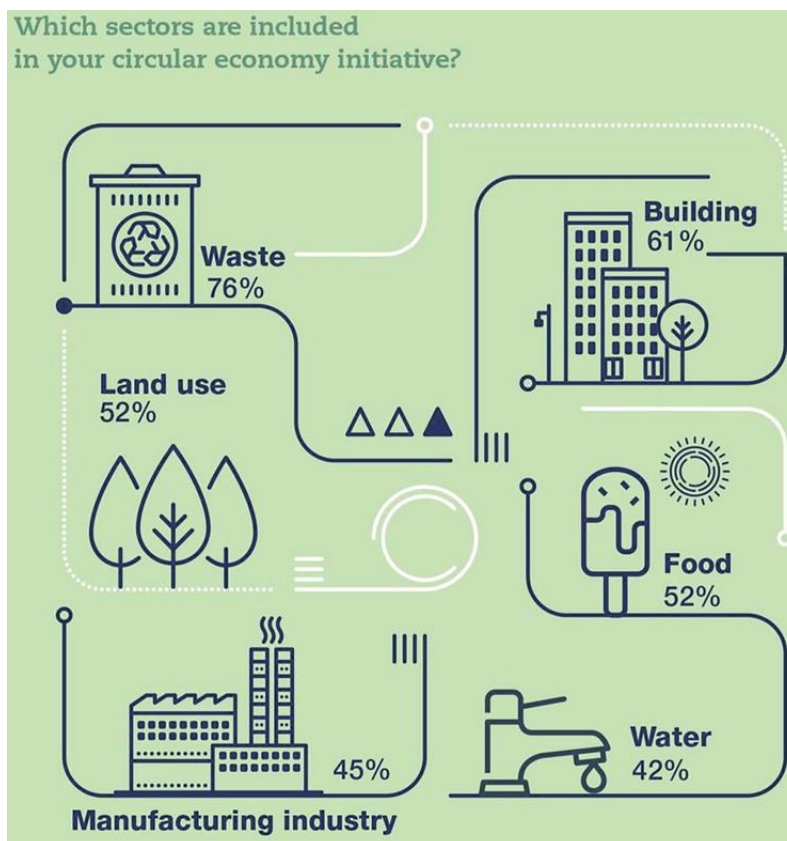 Which sectors are included
in your circular economy initiative?
Waste
76%
Building
61%
Land use
52%
Food
52%
45%
Manufacturing industry
Water
42%